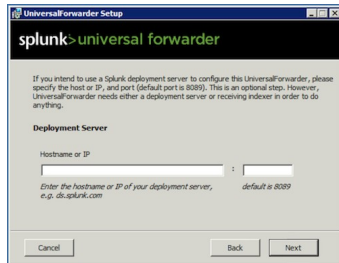 UniversalForwarder Setup
splunk> universal forwarder
If you intend to use a Splunk deployment server to configure this UniversalForwarder, please
specify the host or IP, and port (default port is 8089). This is an optional step. However,
UniversalForwarder needs either a deployment server or receiving indexer in order to do
anything.
Deployment Server
Hostname or IP
:
Enter the hostname or IP of your deployment server, default is 8089
e.g. ds.splunk.com
Cancel Back Next